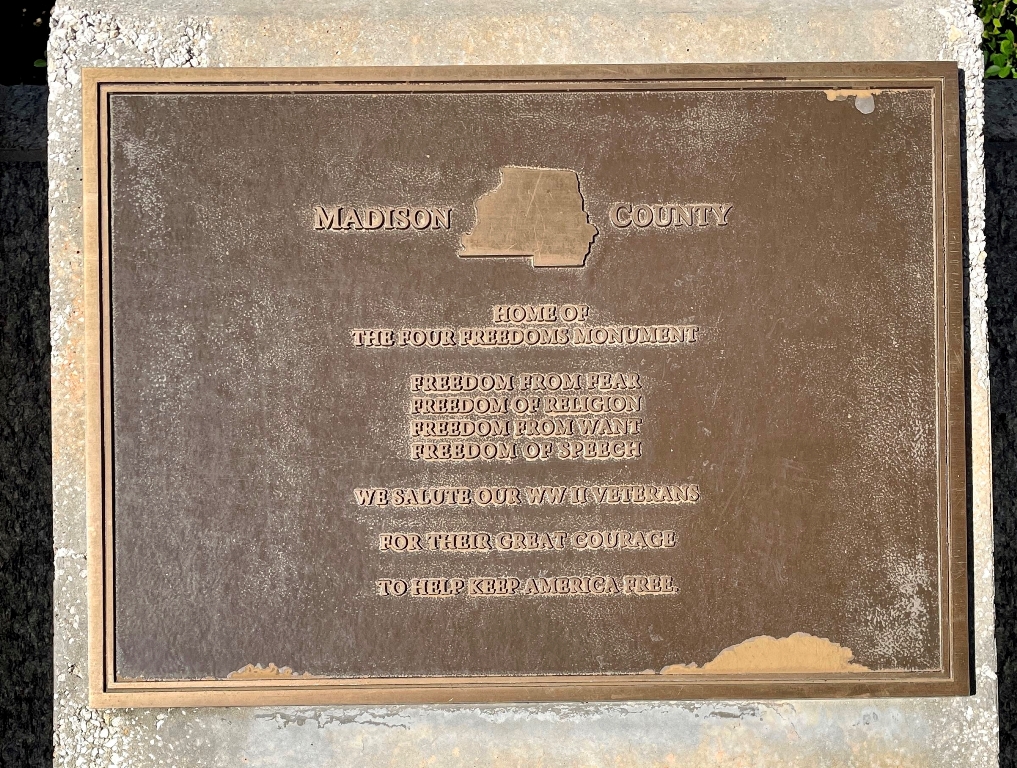 MADISON COUNTY
HOME OF
THE FOUR FREEDOMS MONUMENT
FREEDOM FROM FEAR
FREEDOM OF RELIGION
FREEDOM FROM WANT
FREEDOM OF SPEECH
WE SALUTE OUR WW II VETERANS
FOR THEIR GREAT COURAGE
TO HELP KEEP AMERICA FREE.